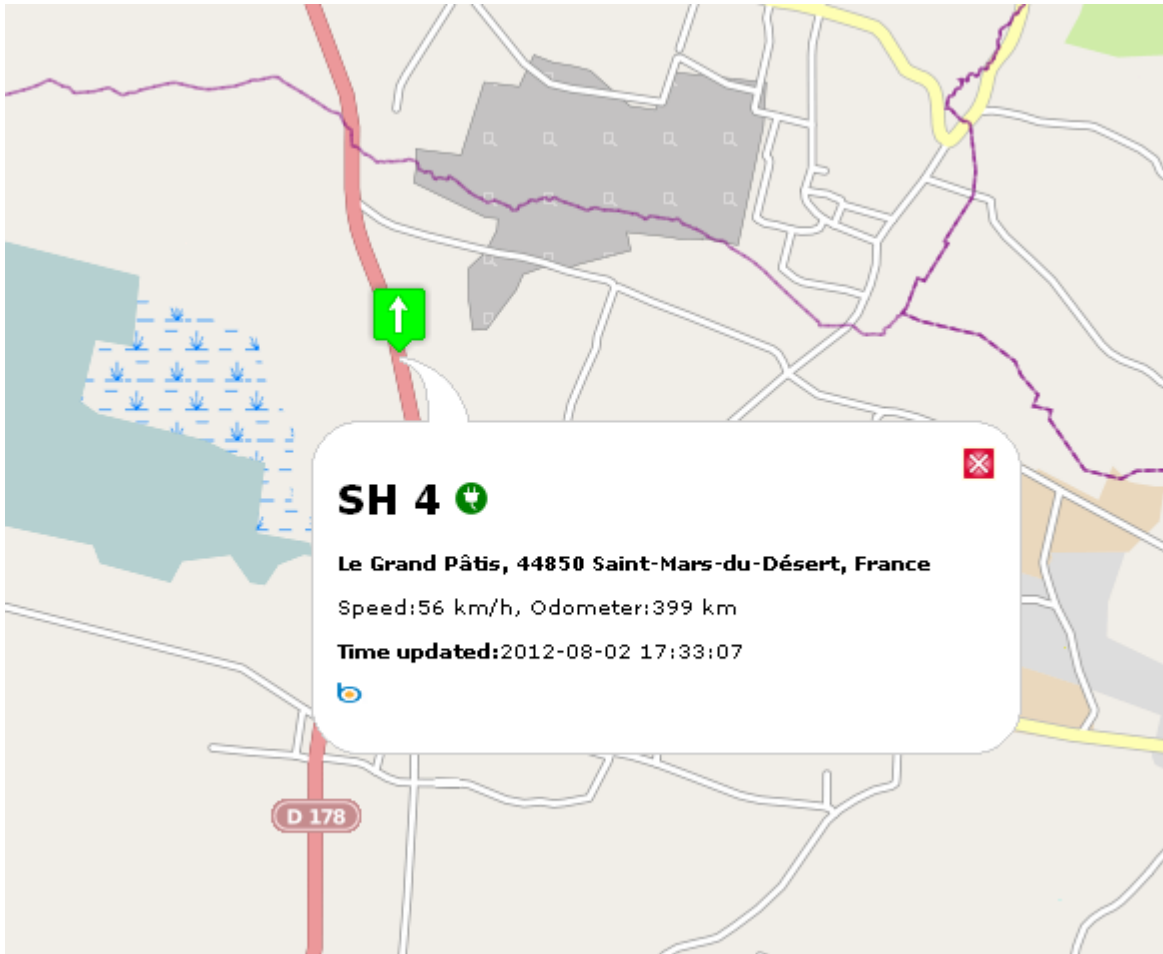 SH 4
Le Grand Pâtis, 44850 Saint-Mars-du-Désert, France
Speed:56 km/h, Odometer:399 km
Time updated:2012-08-02 17:33:07
D 178